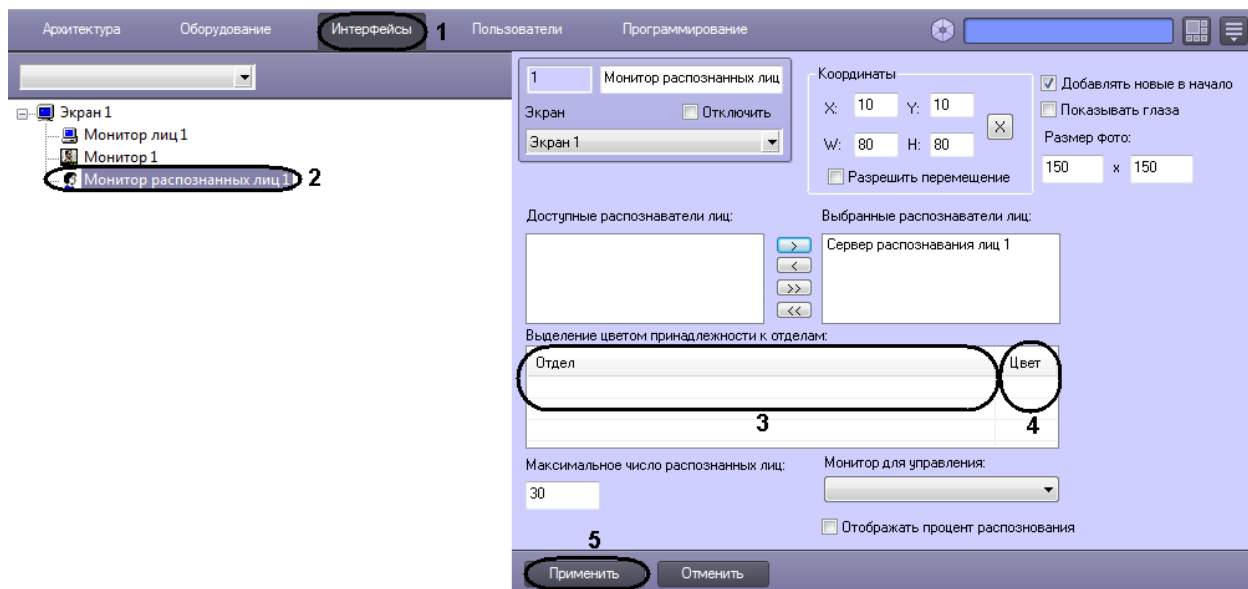 Архитектура Оборудование Интерфейсы 1 Пользователи Программирование
Экран 1
Монитор лиц 1
Монитор 1
Монитор распознанных лиц 1 2
1 Монитор распознанных лиц
Экран Отключить
Экран 1
Координаты
X: 10 Y: 10
W: 80 H: 80
X
Разрешить перемещение
Добавлять новые в начало
Показывать глаза
Размер фото:
150 x 150
Доступные распознаватели лиц:
Выбранные распознаватели лиц:
Сервер распознавания лиц 1
>
<
>>
<<
Выделение цветом принадлежности к отделам:
Отдел Цвет
3 4
Максимальное число распознанных лиц:
30
Монитор для управления:
Отображать процент распознования
5
Применить Отменить